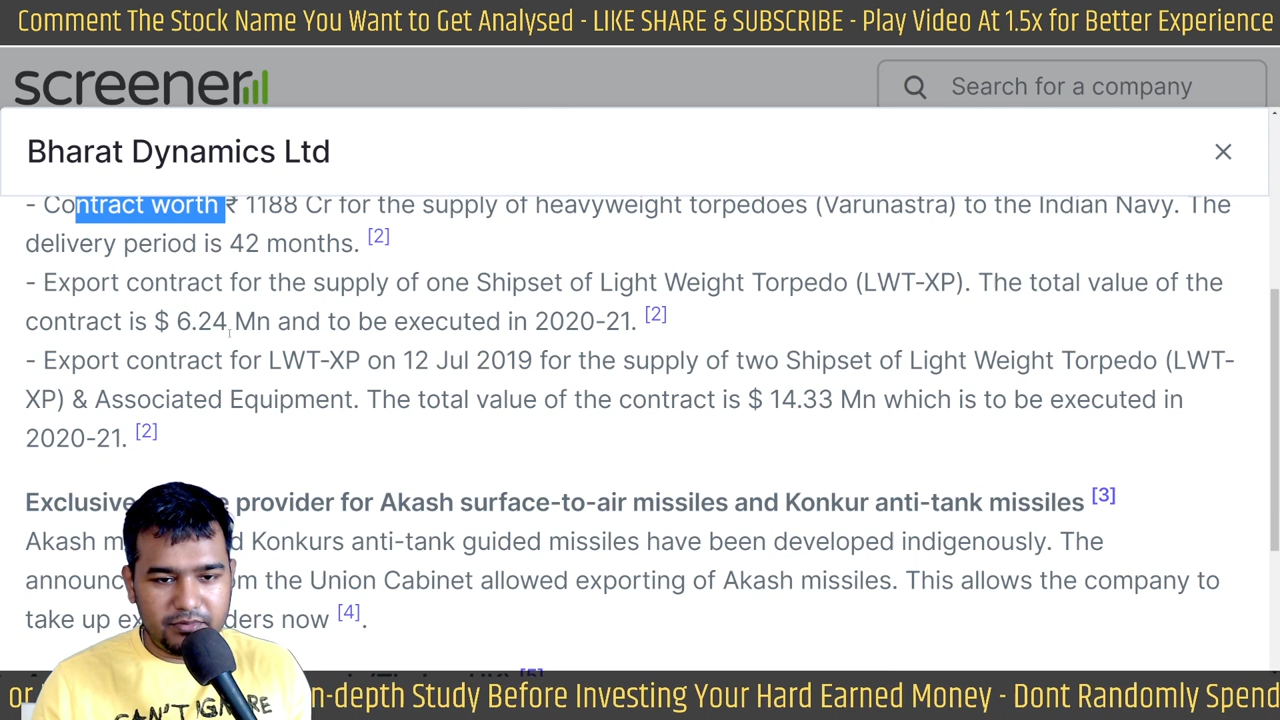 Comment The Stock Name You Want to Get Analysed - LIKE SHARE & SUBSCRIBE - Play Video At 1.5x for Better Experience
screener
Search for a company
Bharat Dynamics Ltd
- Contract worth ₹ 1188 Cr for the supply of heavyweight torpedoes (Varunastra) to the Indian Navy. The
delivery period is 42 months. [2]
- Export contract for the supply of one Shipset of Light Weight Torpedo (LWT-XP). The total value of the
contract is $ 6.24 Mn and to be executed in 2020-21. [2]
- Export contract for LWT-XP on 12 Jul 2019 for the supply of two Shipset of Light Weight Torpedo (LWT-
XP) & Associated Equipment. The total value of the contract is $ 14.33 Mn which is to be executed in
2020-21. [2]
Exclusive provider for Akash surface-to-air missiles and Konkur anti-tank missiles [3]
Akash Konkurs anti-tank guided missiles have been developed indigenously. The
the Union Cabinet allowed exporting of Akash missiles. This allows the company to
take up now [4].
[5]
or n-depth Study Before Investing Your Hard Earned Money - Dont Randomly Spend
CAN'T IGNORE